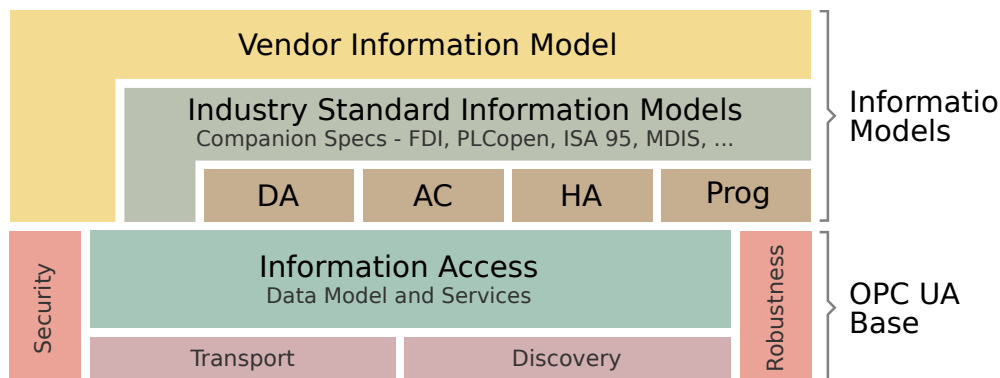 Vendor Information Model
Industry Standard Information Models
Companion Specs - FDI, PLCopen, ISA 95, MDIS, ...
DA
AC
HA
Prog
Informatio
Models
Security
Information Access
Data Model and Services
Robustness
Transport
Discovery
OPC UA
Base